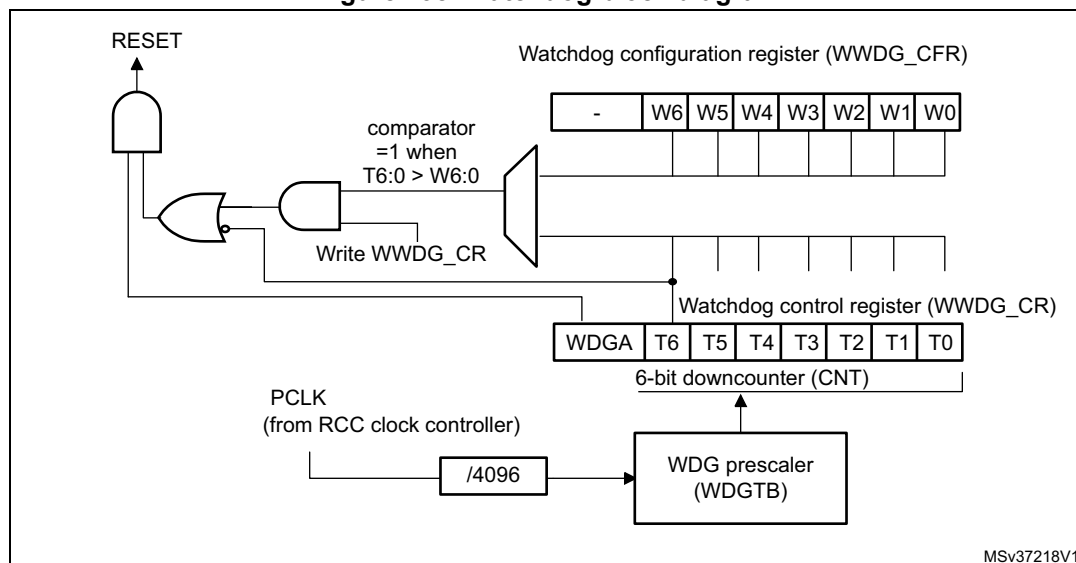 RESET
Watchdog configuration register (WWDG_CFR)
- W6 W5 W4 W3 W2 W1 W0
comparator
=1 when
T6:0 > W6:0
Write WWDG_CR
Watchdog control register (WWDG_CR)
WDGA T6 T5 T4 T3 T2 T1 T0
6-bit downcounter (CNT)
PCLK
(from RCC clock controller)
/4096
WDG prescaler
(WDGTB)
MSv37218V1